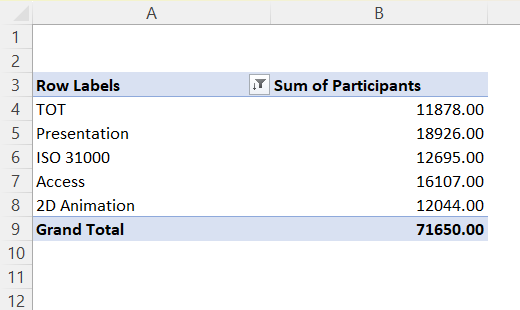 A B
1
2
3 Row Labels Sum of Participants
4 TOT 11878.00
5 Presentation 18926.00
6 ISO 31000 12695.00
7 Access 16107.00
8 2D Animation 12044.00
9 Grand Total 71650.00
10
11
12